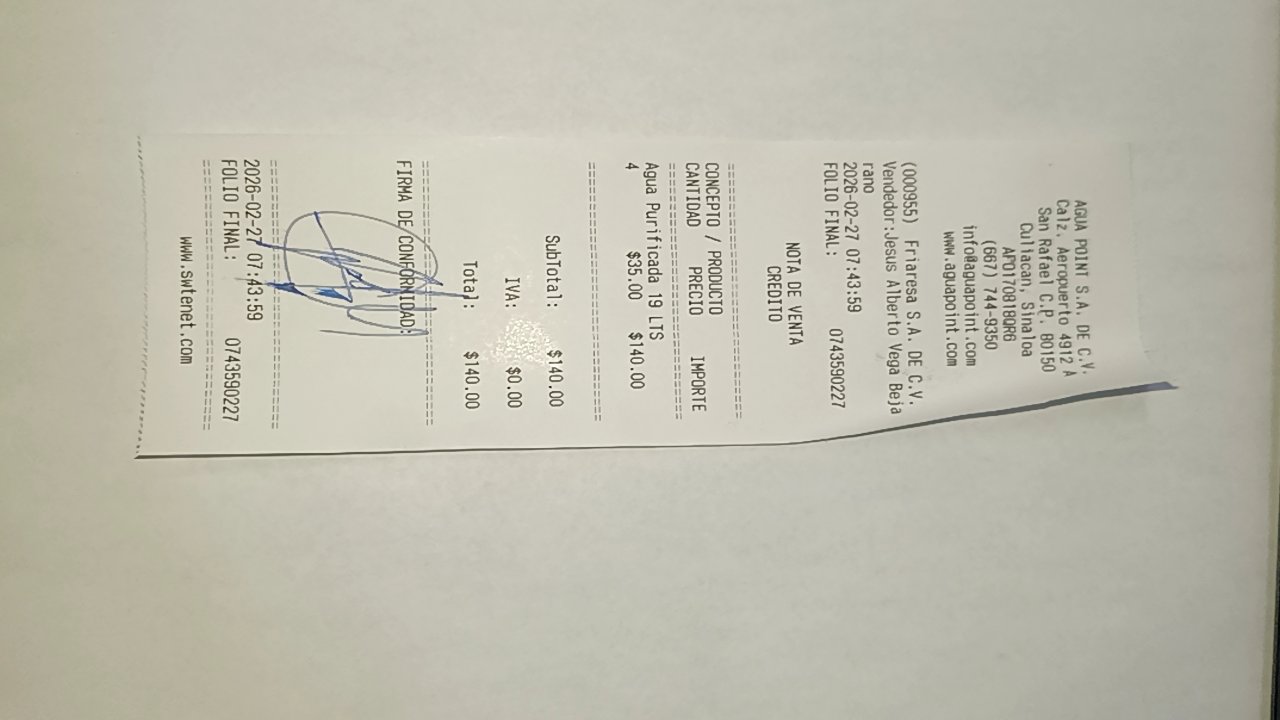 AGUA POINT S.A. DE C.V.
Calz. Aeropuerto 4912 A
San Rafael C.P. 80150
Culiacan, Sinaloa
APO170818QR6
(667) 744-9350
info@aguapoint.com
www.aguapoint.com
(000955) Friaresa S.A. DE C.V.
Vendedor:Jesus Alberto Vega Beja
rano
2026-02-27 07:43:59
FOLIO FINAL: 0743590227
NOTA DE VENTA
CREDITO
================================
CONCEPTO / PRODUCTO
CANTIDAD PRECIO IMPORTE
================================
Agua Purificada 19 LTS
4 $35.00 $140.00
================================
SubTotal: $140.00
IVA: $0.00
Total: $140.00
================================
FIRMA DE CONFORMIDAD:
================================
2026-02-27 07:43:59
FOLIO FINAL: 0743590227
================================
www.swtenet.com